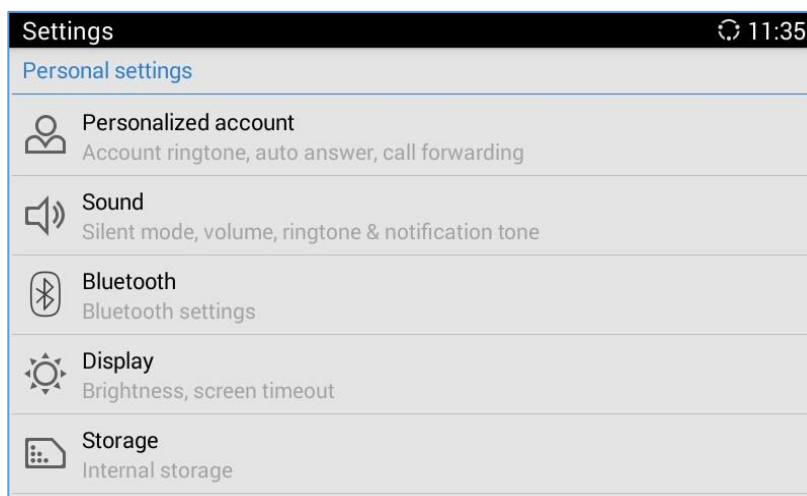 Settings 11:35
Personal settings
Personalized account
Account ringtone, auto answer, call forwarding
Sound
Silent mode, volume, ringtone & notification tone
Bluetooth
Bluetooth settings
Display
Brightness, screen timeout
Storage
Internal storage